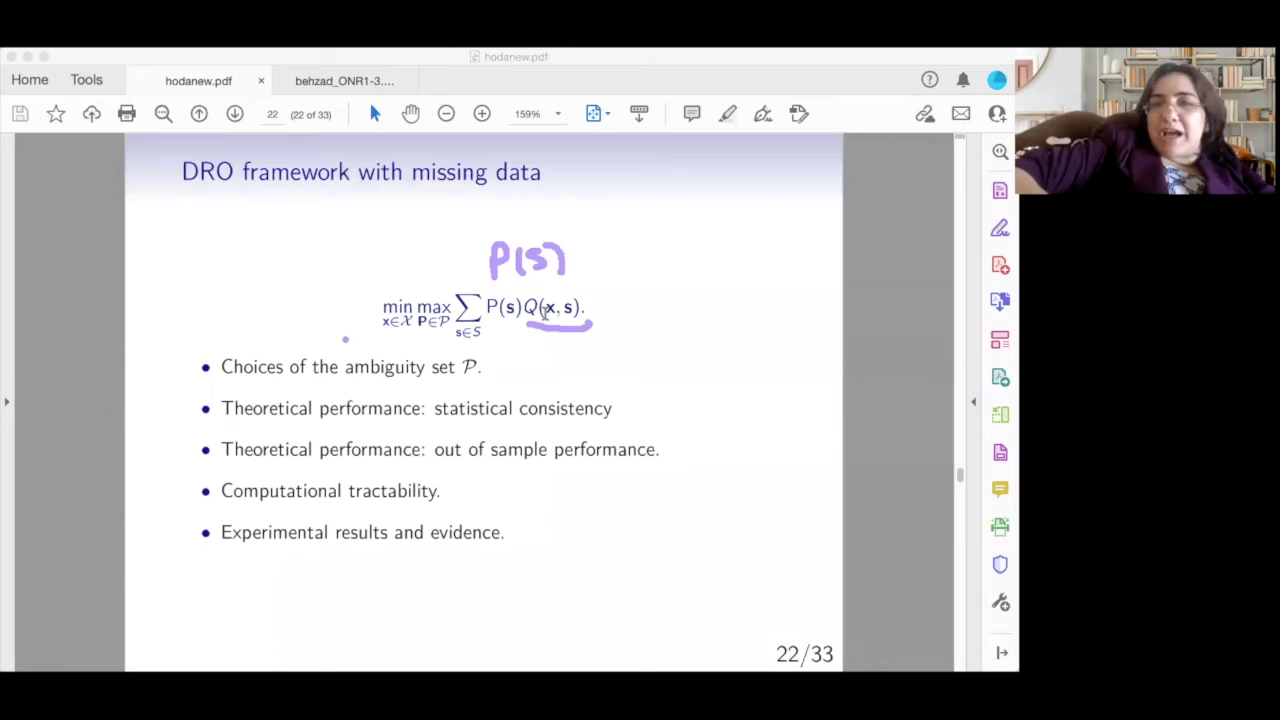 hodanew.pdf
Home Tools hodanew.pdf × behzad_ONR1-3....
22 (22 of 33) 159%
DRO framework with missing data
P(s)
min max ∑ P(s)Q(x, s).
x∈𝒳 P∈𝒫 s∈S
• Choices of the ambiguity set 𝒫.
• Theoretical performance: statistical consistency
• Theoretical performance: out of sample performance.
• Computational tractability.
• Experimental results and evidence.
22/33